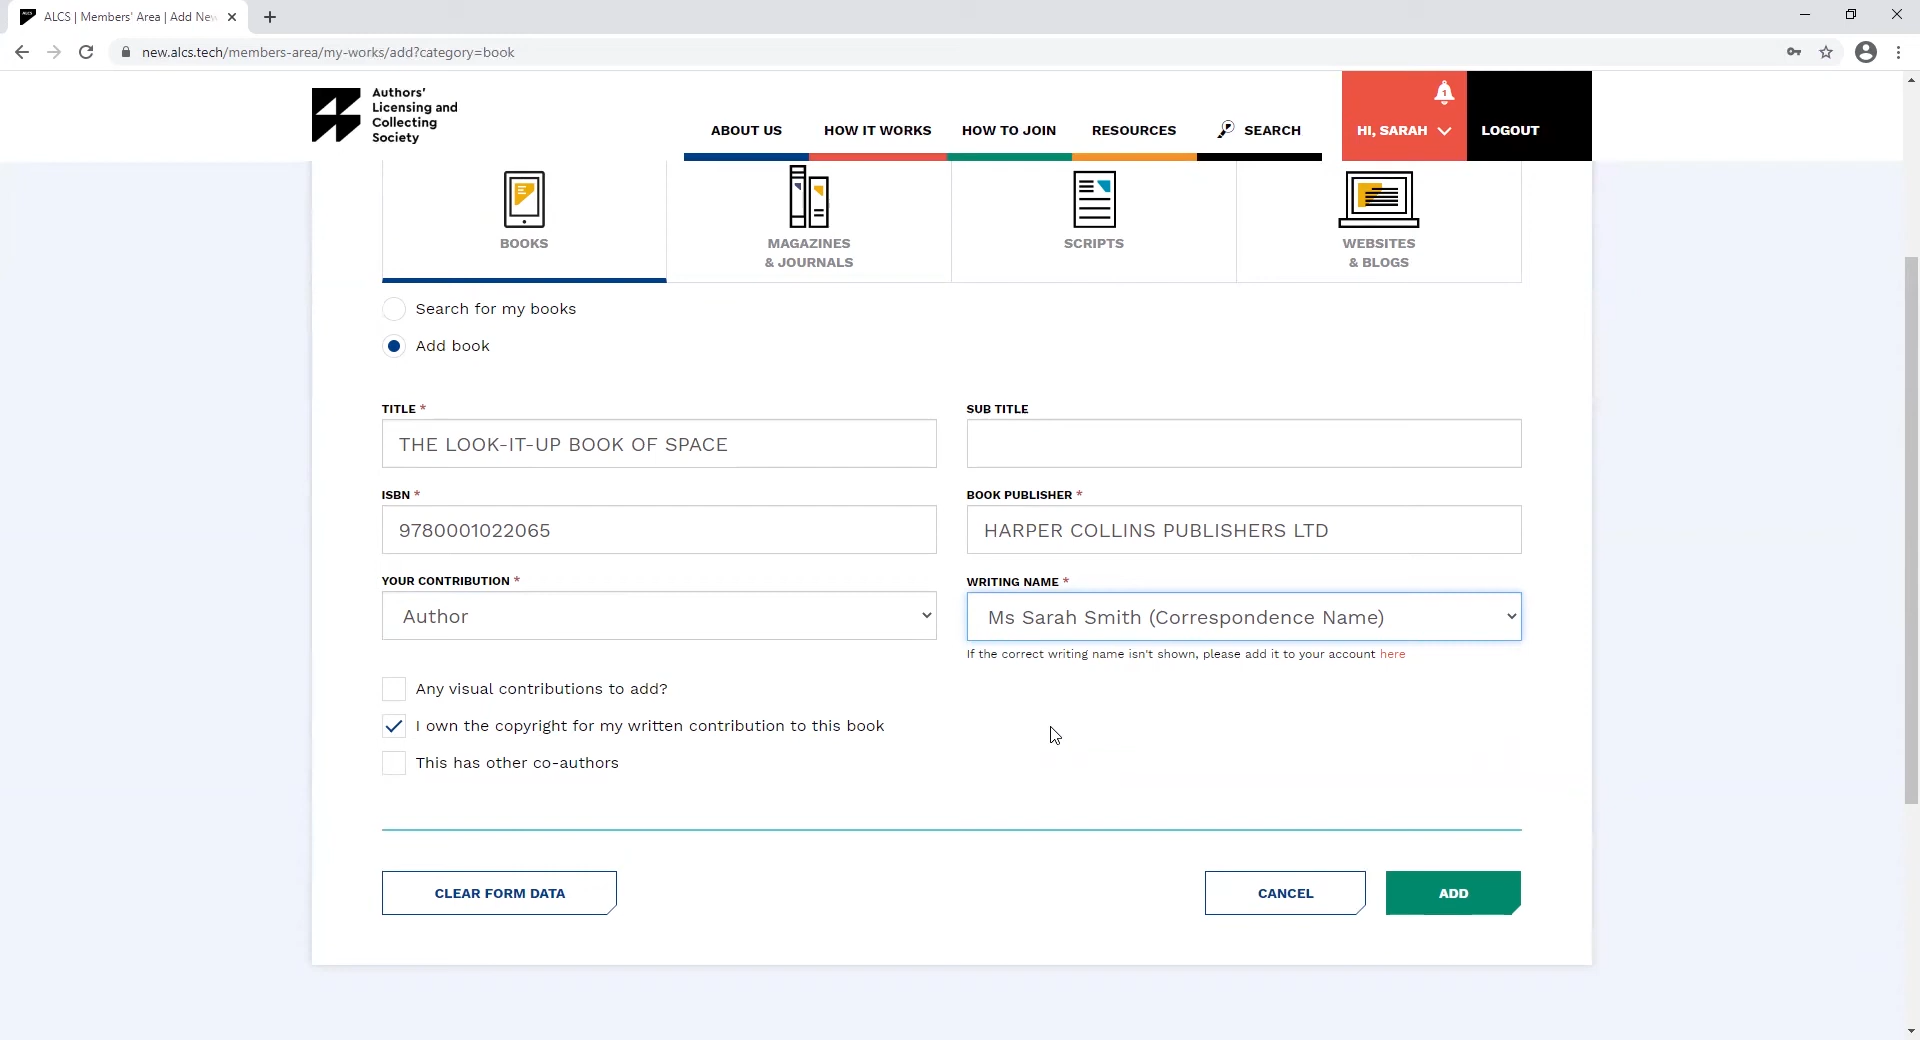 ALCS | Members' Area | Add New
new.alcs.tech/members-area/my-works/add?category=book
Authors'
Licensing and
Collecting
Society
ABOUT US
HOW IT WORKS
HOW TO JOIN
RESOURCES
SEARCH
1
HI, SARAH
LOGOUT
BOOKS
MAGAZINES
& JOURNALS
SCRIPTS
WEBSITES
& BLOGS
Search for my books
Add book
TITLE *
SUB TITLE
THE LOOK-IT-UP BOOK OF SPACE
ISBN *
BOOK PUBLISHER *
9780001022065
HARPER COLLINS PUBLISHERS LTD
YOUR CONTRIBUTION *
WRITING NAME *
Author
Ms Sarah Smith (Correspondence Name)
If the correct writing name isn't shown, please add it to your account here
Any visual contributions to add?
I own the copyright for my written contribution to this book
This has other co-authors
CLEAR FORM DATA
CANCEL
ADD